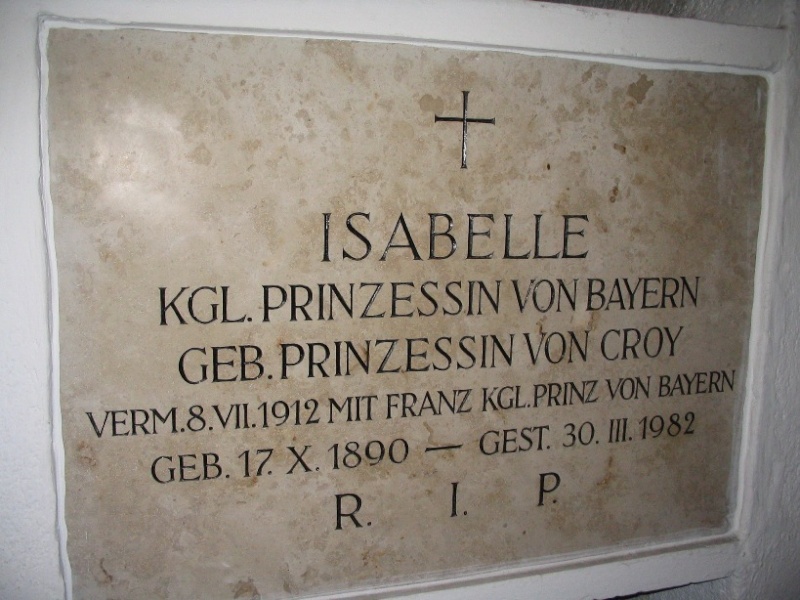 ISABELLE
KGL. PRINZESSIN VON BAYERN
GEB. PRINZESSIN VON CROY
VERM. 8. VII. 1912 MIT FRANZ KGL. PRINZ VON BAYERN
GEB. 17. X. 1890 — GEST. 30. III. 1982
R. I. P.